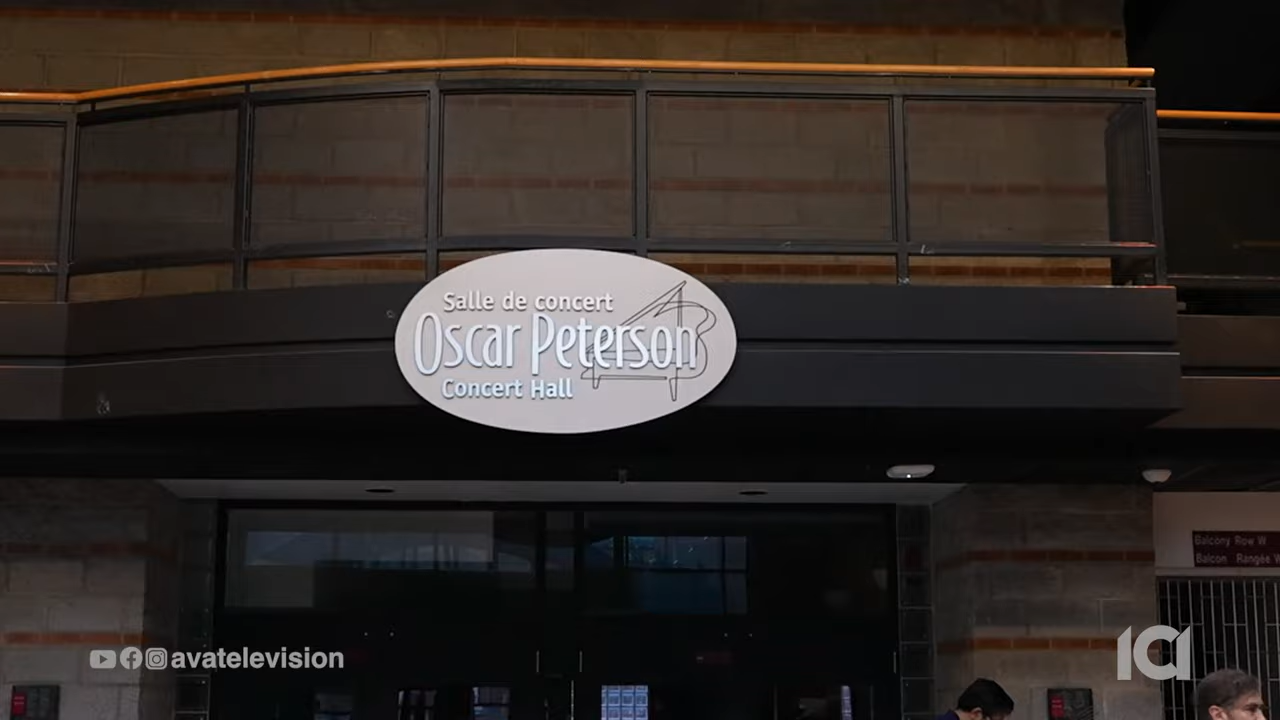 Salle de concert
Oscar Peterson
Concert Hall
Balcony Row W
Balcon Rangée W
avatelevision